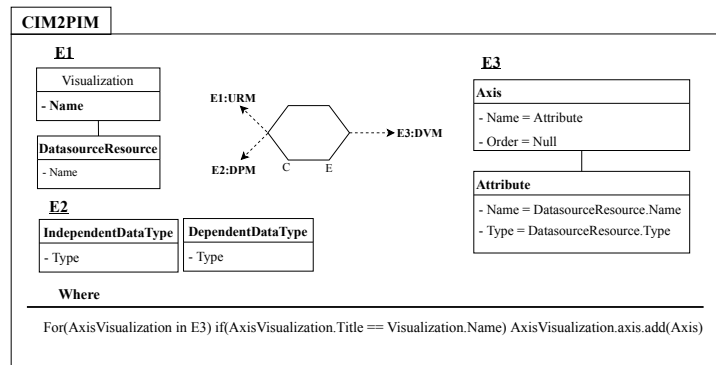 CIM2PIM
E1
Visualization
- Name
DatasourceResource
- Name
E2
IndependentDataType
- Type
DependentDataType
- Type
E1:URM
E2:DPM
C
E
E3:DVM
E3
Axis
- Name = Attribute
- Order = Null
Attribute
- Name = DatasourceResource.Name
- Type = DatasourceResource.Type
Where
For(AxisVisualization in E3) if(AxisVisualization.Title == Visualization.Name) AxisVisualization.axis.add(Axis)